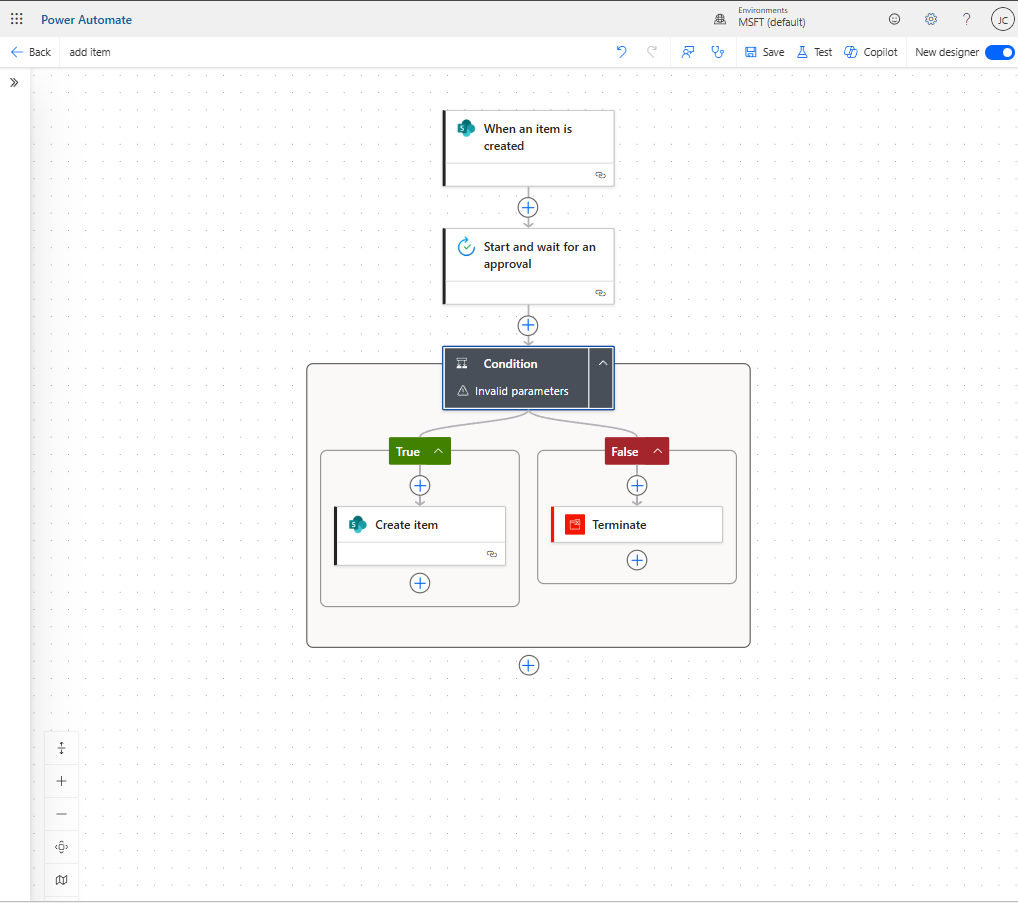 Power Automate
Environments
MSFT (default)
?
JC
Back
add item
Save
Test
Copilot
New designer
S
When an item is
created
Start and wait for an
approval
Condition
Invalid parameters
True
False
S
Create item
Terminate